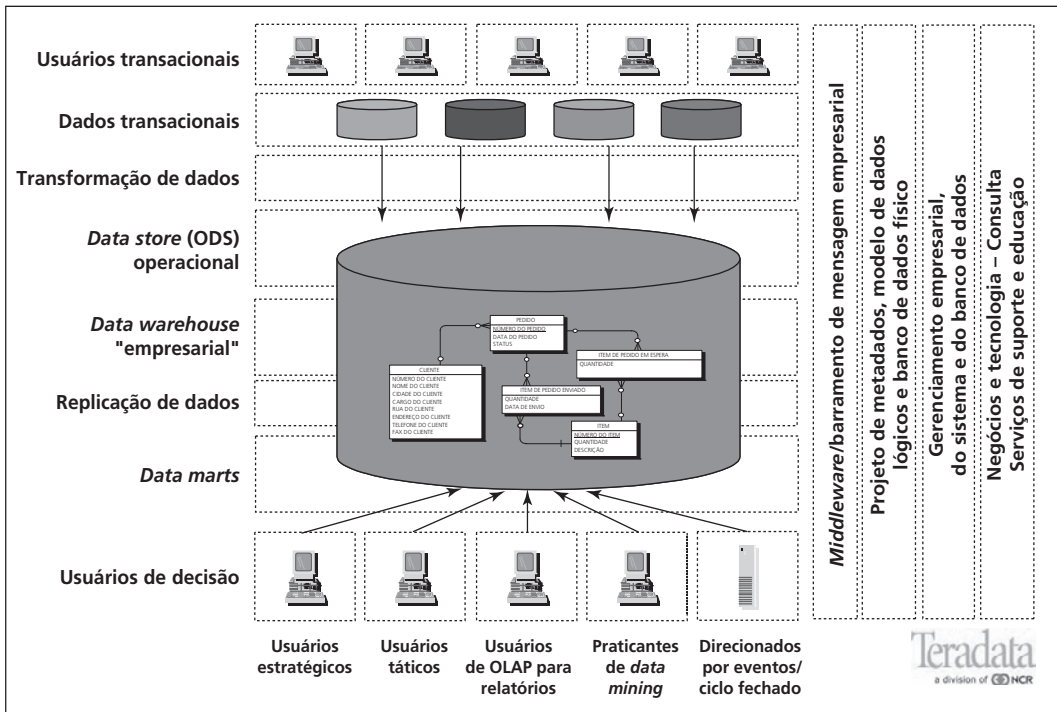 Usuários transacionais
Dados transacionais
Transformação de dados
Data store (ODS)
operacional
Data warehouse
"empresarial"
Replicação de dados
Data marts
Usuários de decisão
PEDIDO
NÚMERO DO PEDIDO
DATA DO PEDIDO
STATUS
ITEM DE PEDIDO EM ESPERA
QUANTIDADE
CLIENTE
NÚMERO DO CLIENTE
NOME DO CLIENTE
CIDADE DO CLIENTE
CARGO DO CLIENTE
RUA DO CLIENTE
ENDEREÇO DO CLIENTE
TELEFONE DO CLIENTE
FAX DO CLIENTE
ITEM DE PEDIDO ENVIADO
QUANTIDADE
DATA DE ENVIO
ITEM
NÚMERO DO ITEM
QUANTIDADE
DESCRIÇÃO
Usuários
estratégicos
Usuários
táticos
Usuários
de OLAP para
relatórios
Praticantes
de data
mining
Direcionados
por eventos/
ciclo fechado
Middleware/barramento de mensagem empresarial
Projeto de metadados, modelo de dados
lógicos e banco de dados físico
Gerenciamento empresarial,
do sistema e do banco de dados
Negócios e tecnologia – Consulta
Serviços de suporte e educação
Teradata
a division of NCR